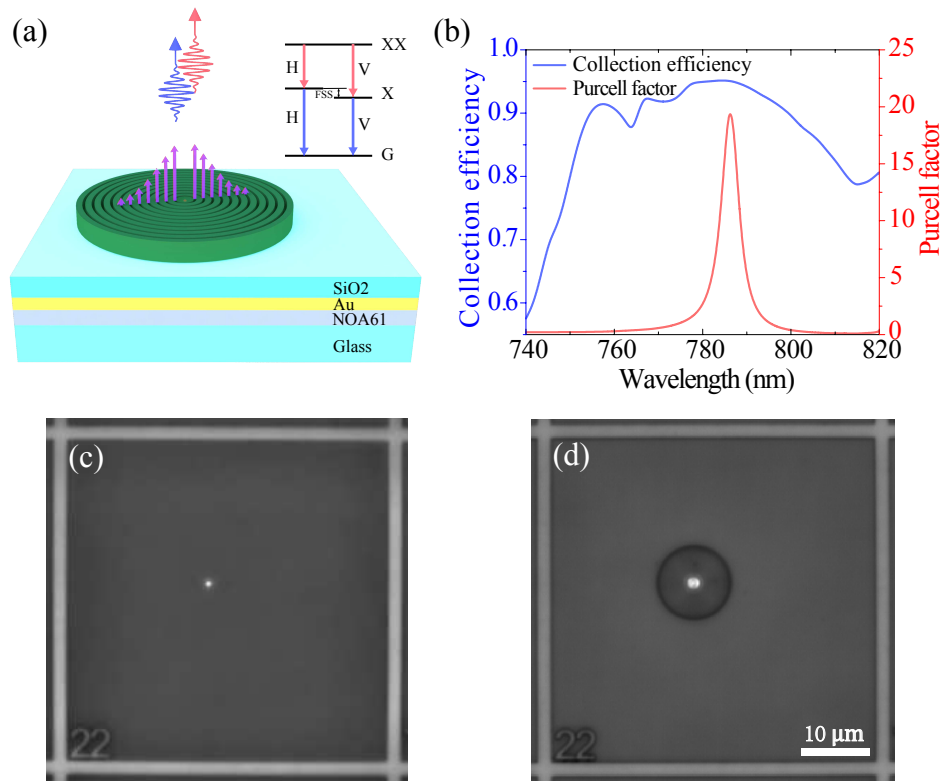 (a)
XX
H
V
FSS
X
H
V
G
SiO2
Au
NOA61
Glass
(b)
Collection efficiency
Purcell factor
1.0
0.9
0.8
0.7
0.6
Collection efficiency
25
20
15
10
5
0
Purcell factor
740
760
780
800
820
Wavelength (nm)
(c)
22
(d)
22
10 μm